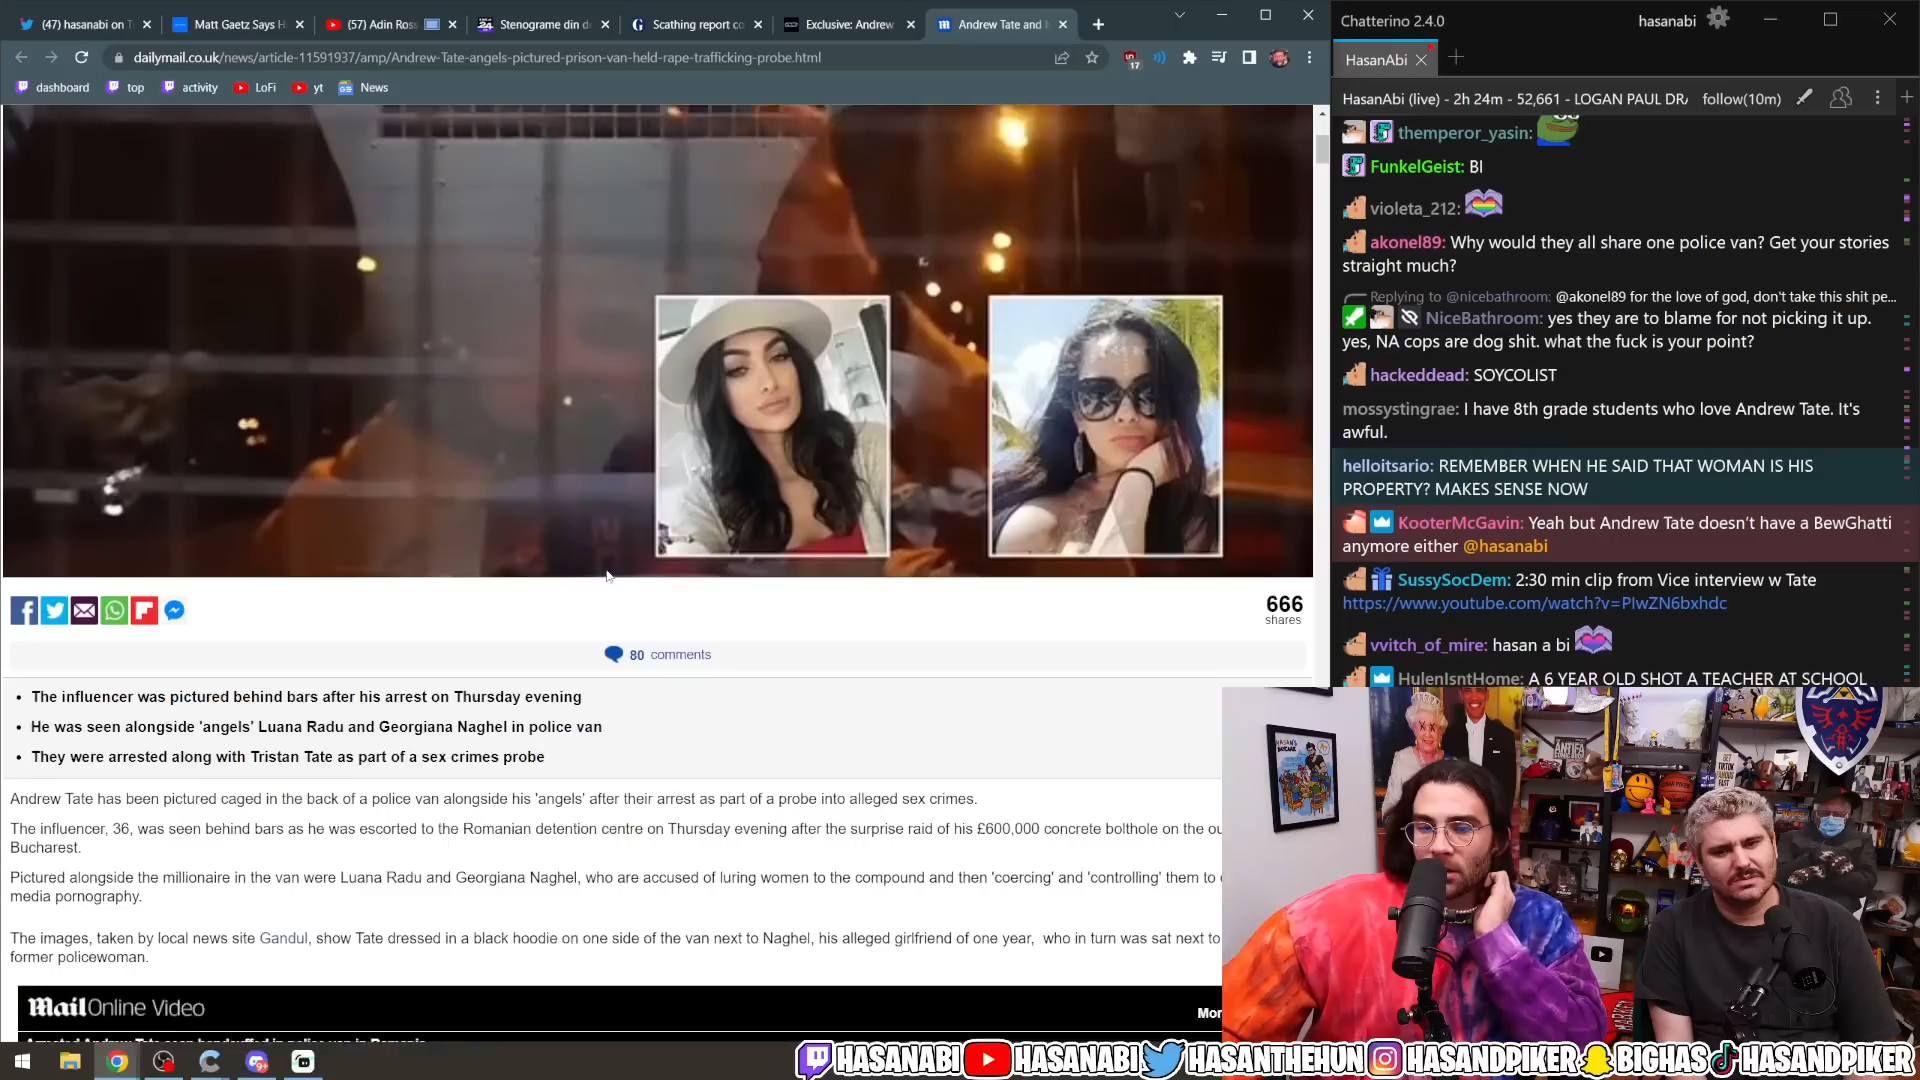 (47) hasanabi on T
Matt Gaetz Says H
(57) Adin Ros
Stenograme din d
Scathing report co
Exclusive: Andrew
Andrew Tate and
dailymail.co.uk/news/article-11591937/amp/Andrew-Tate-angels-pictured-prison-van-held-rape-trafficking-probe.html
17
dashboard
top
activity
LoFi
yt
News
666
shares
80 comments
• The influencer was pictured behind bars after his arrest on Thursday evening
• He was seen alongside 'angels' Luana Radu and Georgiana Naghel in police van
• They were arrested along with Tristan Tate as part of a sex crimes probe
Andrew Tate has been pictured caged in the back of a police van alongside his 'angels' after their arrest as part of a probe into alleged sex crimes.
The influencer, 36, was seen behind bars as he was escorted to the Romanian detention centre on Thursday evening after the surprise raid of his £600,000 concrete bolthole on the ou
Bucharest.
Pictured alongside the millionaire in the van were Luana Radu and Georgiana Naghel, who are accused of luring women to the compound and then 'coercing' and 'controlling' them to
media pornography.
The images, taken by local news site Gandul, show Tate dressed in a black hoodie on one side of the van next to Naghel, his alleged girlfriend of one year, who in turn was sat next to
former policewoman.
MailOnline Video
Mor
Chatterino 2.4.0
hasanabi
HasanAbi
HasanAbi (live) - 2h 24m - 52,661 - LOGAN PAUL DR
follow(10m)
themperor_yasin:
FunkelGeist: BI
violeta_212:
akonel89: Why would they all share one police van? Get your stories
straight much?
Replying to @nicebathroom: @akonel89 for the love of god, don't take this shit pe...
NiceBathroom: yes they are to blame for not picking it up.
yes, NA cops are dog shit. what the fuck is your point?
hackeddead: SOYCOLIST
mossystingrae: I have 8th grade students who love Andrew Tate. It's
awful.
helloitsario: REMEMBER WHEN HE SAID THAT WOMAN IS HIS
PROPERTY? MAKES SENSE NOW
KooterMcGavin: Yeah but Andrew Tate doesn't have a BewGhatti
anymore either @hasanabi
SussySocDem: 2:30 min clip from Vice interview w Tate
https://www.youtube.com/watch?v=PIwZN6bxhdc
vvitch_of_mire: hasan a bi
HulenIsntHome: A 6 YEAR OLD SHOT A TEACHER AT SCHOOL
ANTIFA
HASANABI HASANABI HASANTHEHUN HASANDPIKER BIGHAS HASANDPIKER